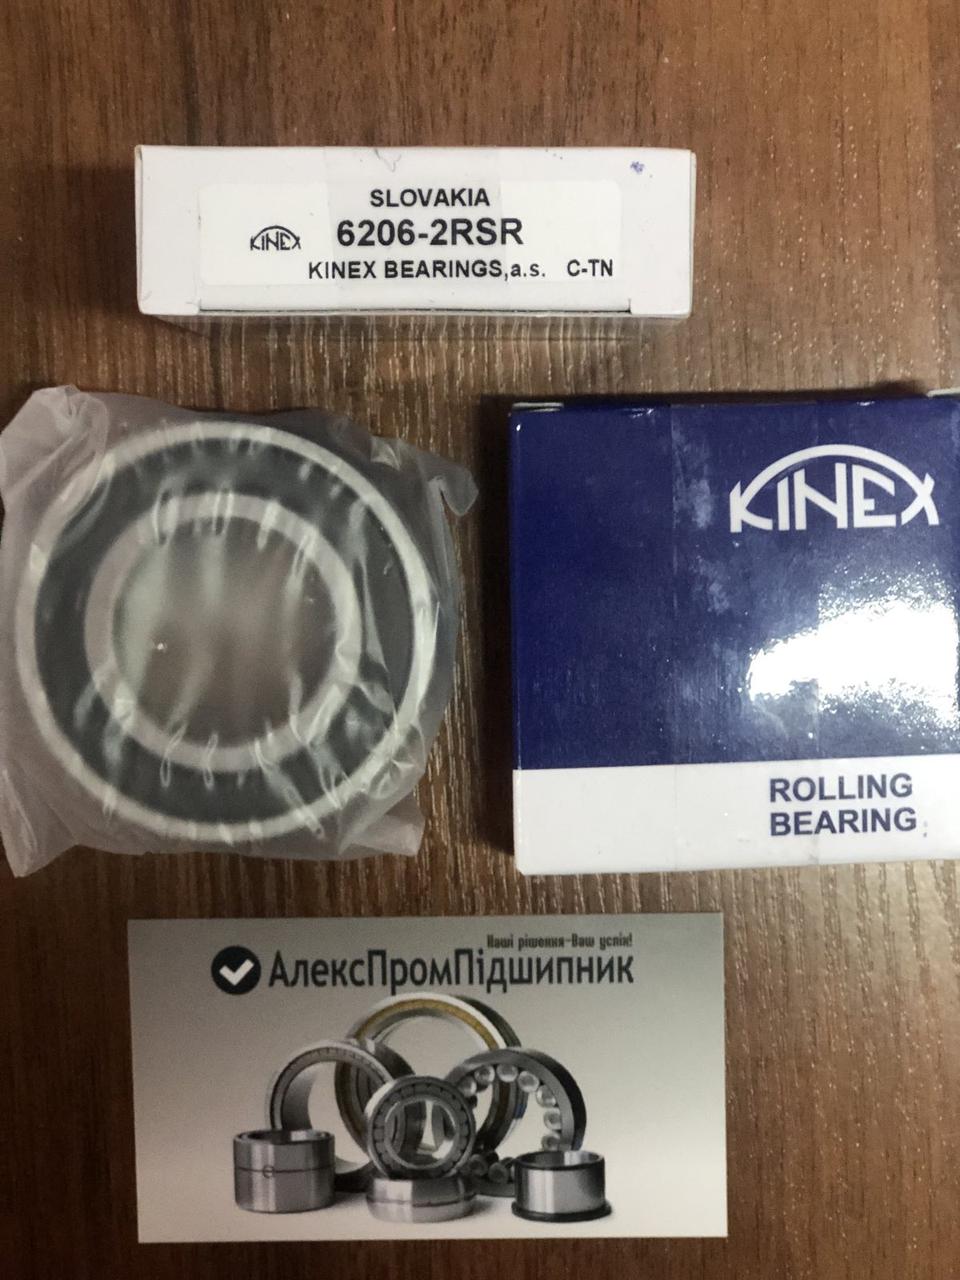 SLOVAKIA
KINEX 6206-2RSR
KINEX BEARINGS,a.s. C-TN
KINEX
ROLLING
BEARING
Наші рішення-Ваш успіх!
АлексПромПідшипник